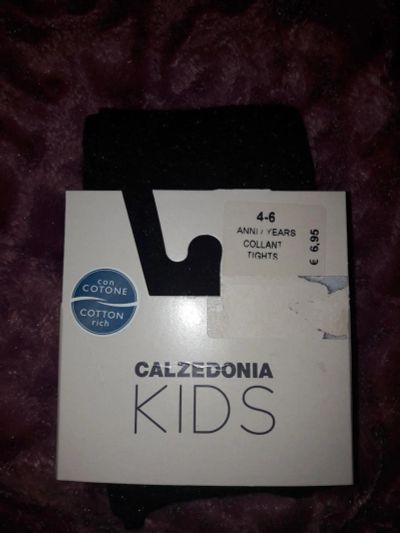 4-6
ANNI / YEARS
COLLANT
TIGHTS
€ 6,95
con
COTONE
COTTON
rich
CALZEDONIA
KIDS